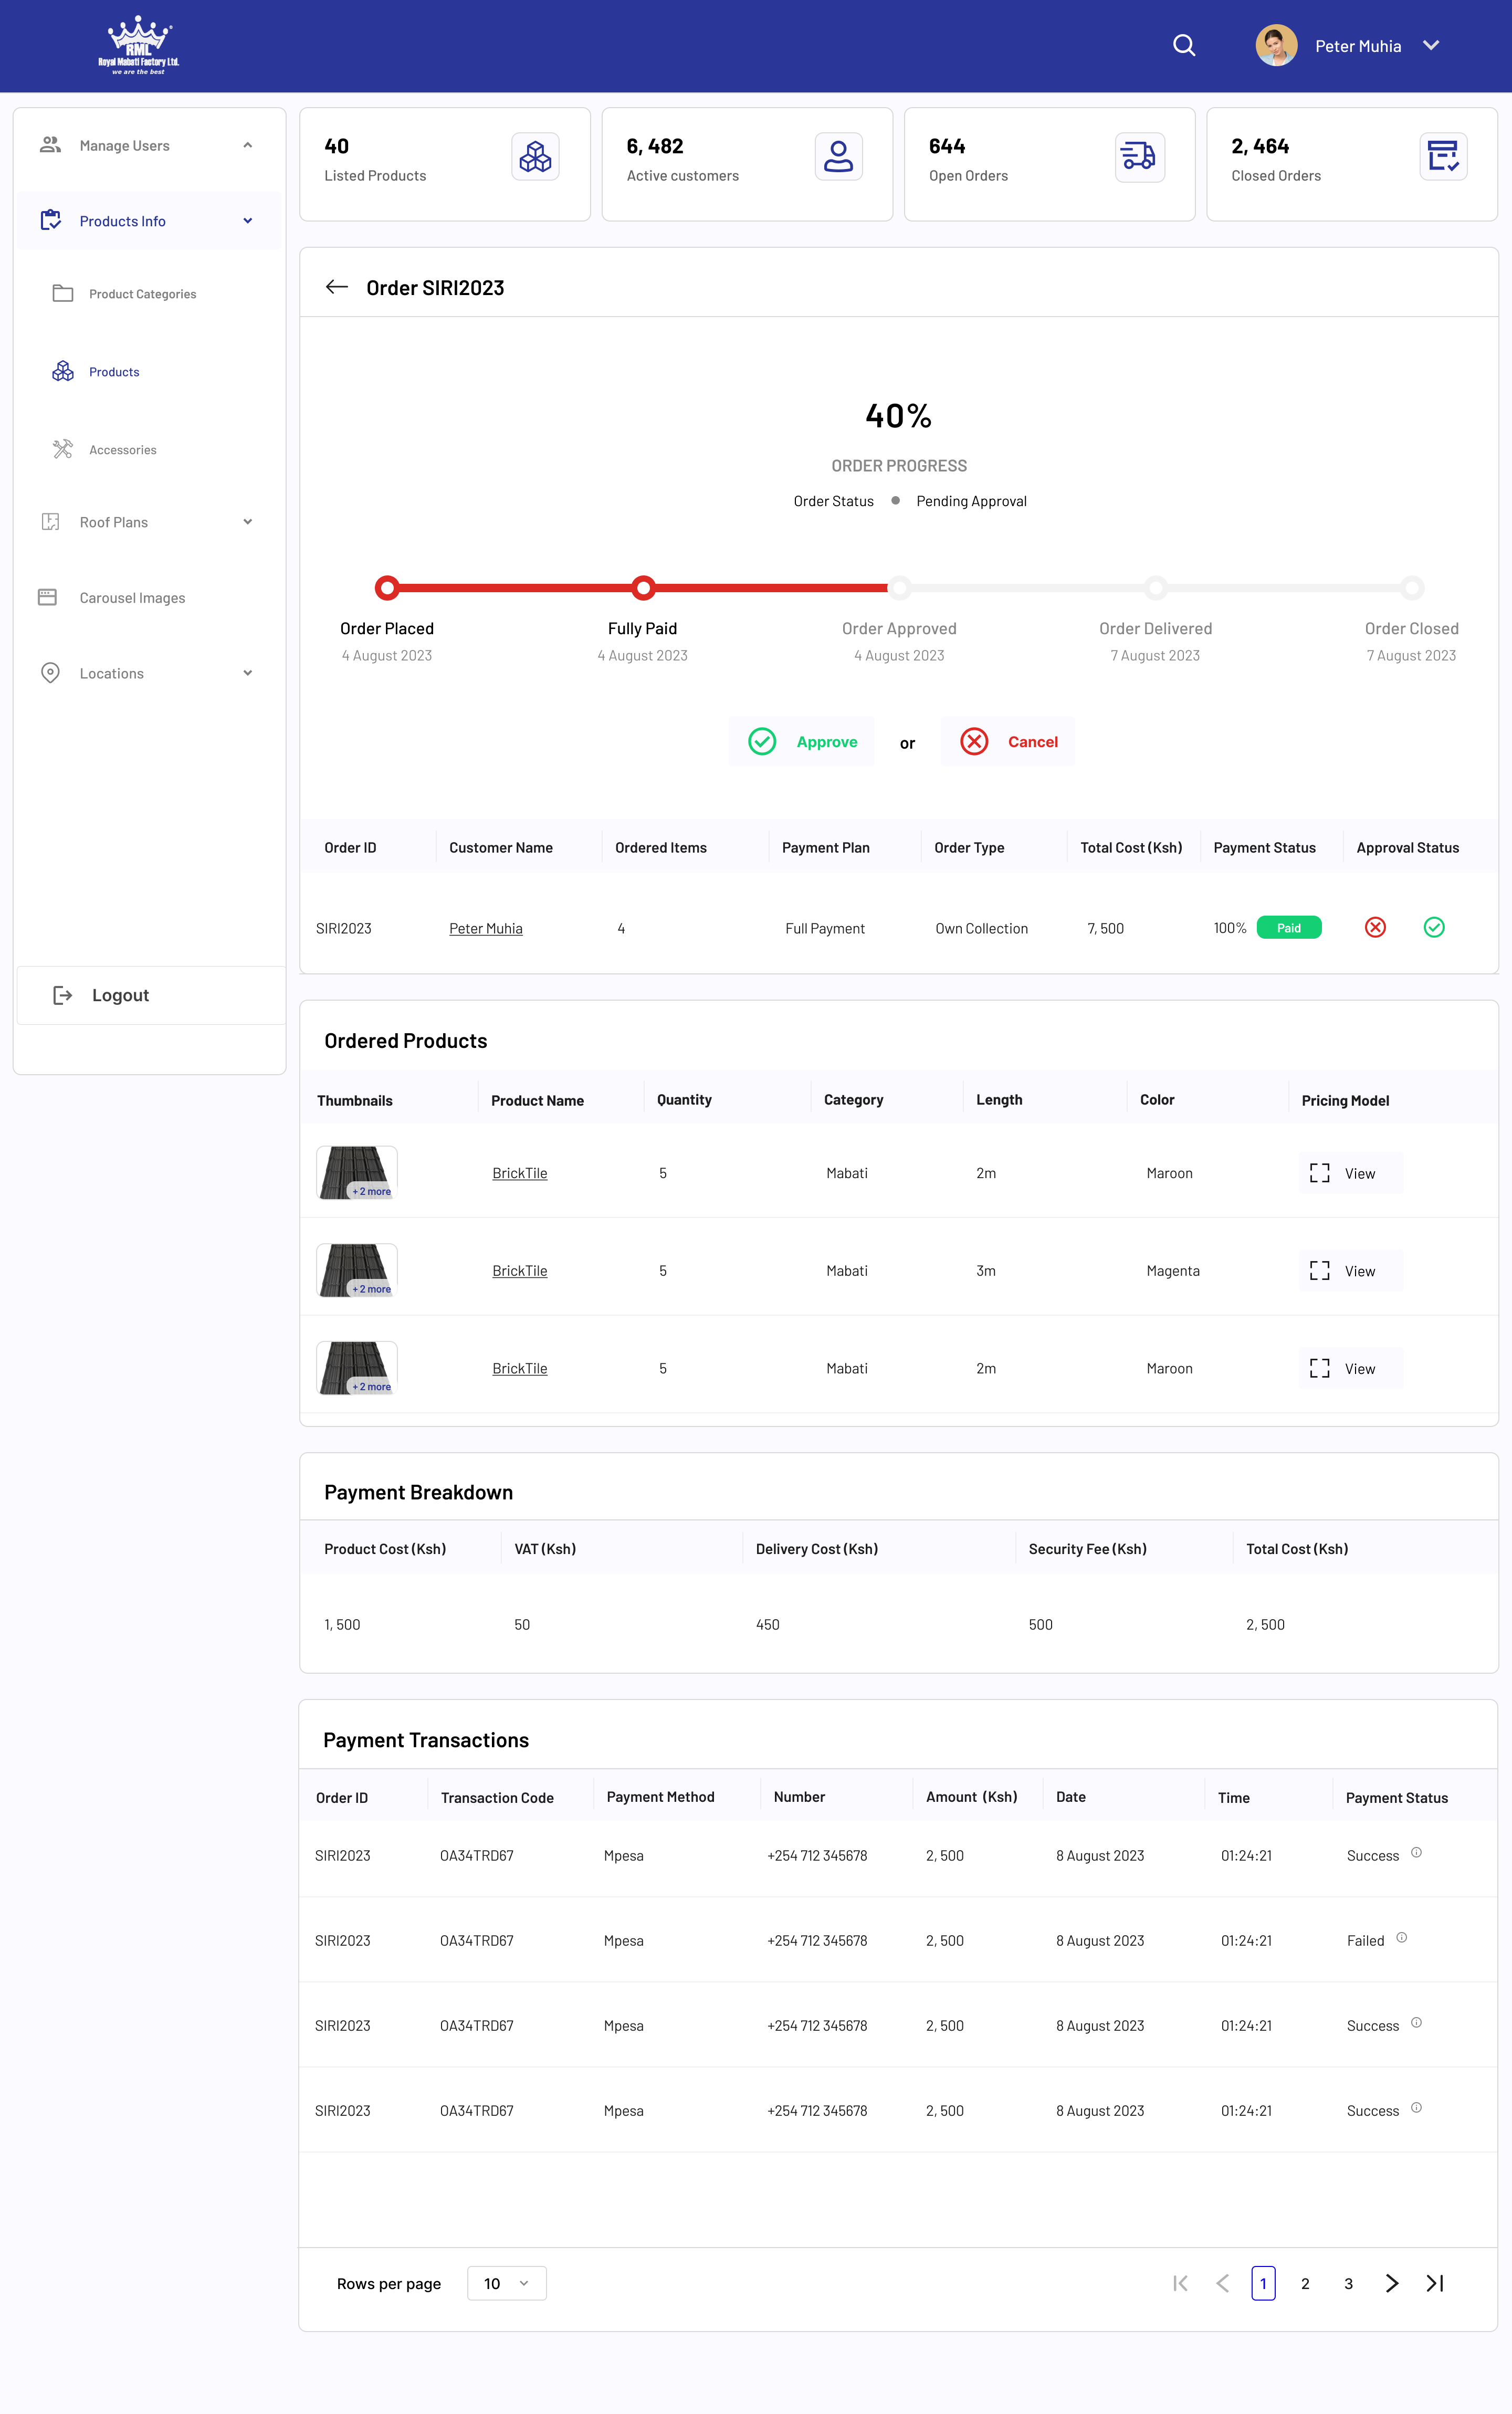 RML
Royal Mabati Factory Ltd.
we are the best
Peter Muhia
Manage Users
Products Info
Product Categories
Products
Accessories
Roof Plans
Carousel Images
Locations
Logout
40
Listed Products
6, 482
Active customers
644
Open Orders
2, 464
Closed Orders
Order SIRI2023
40%
ORDER PROGRESS
Order Status Pending Approval
Order Placed Fully Paid Order Approved Order Delivered Order Closed
4 August 2023 4 August 2023 4 August 2023 7 August 2023 7 August 2023
Approve or Cancel
Order ID Customer Name Ordered Items Payment Plan Order Type Total Cost (Ksh) Payment Status Approval Status
SIRI2023 Peter Muhia 4 Full Payment Own Collection 7, 500 100% Paid
Ordered Products
Thumbnails Product Name Quantity Category Length Color Pricing Model
+ 2 more BrickTile 5 Mabati 2m Maroon View
+ 2 more BrickTile 5 Mabati 3m Magenta View
+ 2 more BrickTile 5 Mabati 2m Maroon View
Payment Breakdown
Product Cost (Ksh) VAT (Ksh) Delivery Cost (Ksh) Security Fee (Ksh) Total Cost (Ksh)
1, 500 50 450 500 2, 500
Payment Transactions
Order ID Transaction Code Payment Method Number Amount (Ksh) Date Time Payment Status
SIRI2023 OA34TRD67 Mpesa +254 712 345678 2, 500 8 August 2023 01:24:21 Success
SIRI2023 OA34TRD67 Mpesa +254 712 345678 2, 500 8 August 2023 01:24:21 Failed
SIRI2023 OA34TRD67 Mpesa +254 712 345678 2, 500 8 August 2023 01:24:21 Success
SIRI2023 OA34TRD67 Mpesa +254 712 345678 2, 500 8 August 2023 01:24:21 Success
Rows per page 10 1 2 3